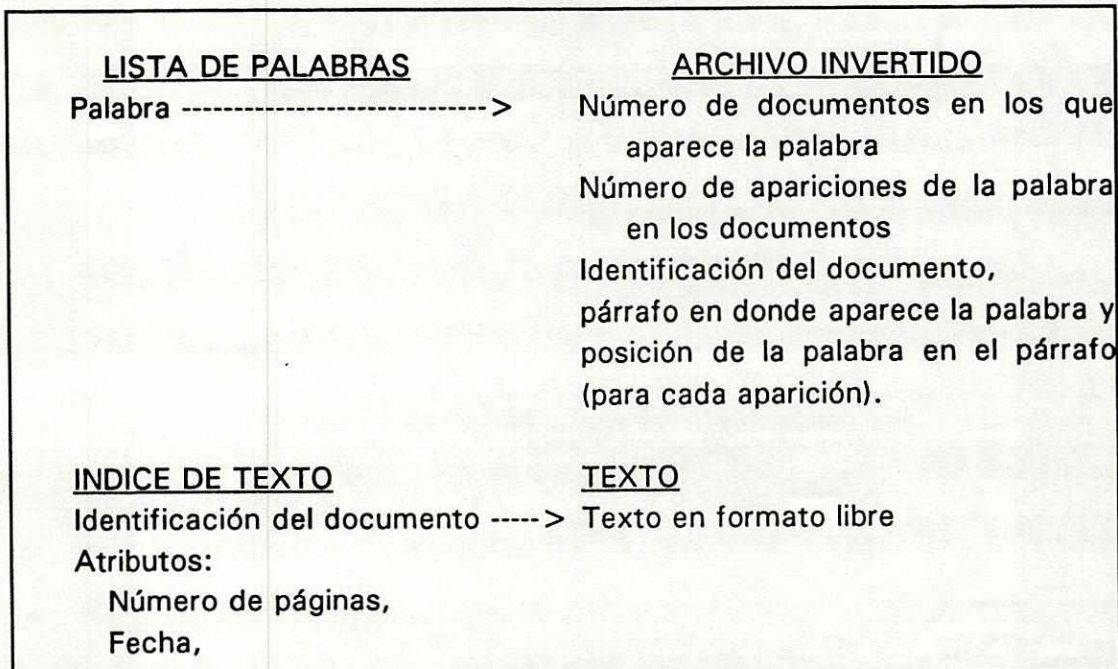 LISTA DE PALABRAS
Palabra ------------------------------->
ARCHIVO INVERTIDO
Número de documentos en los que
aparece la palabra
Número de apariciones de la palabra
en los documentos
Identificación del documento,
párrafo en donde aparece la palabra y
posición de la palabra en el párrafo
(para cada aparición).
INDICE DE TEXTO
TEXTO
Identificación del documento -----> Texto en formato libre
Atributos:
Número de páginas,
Fecha,